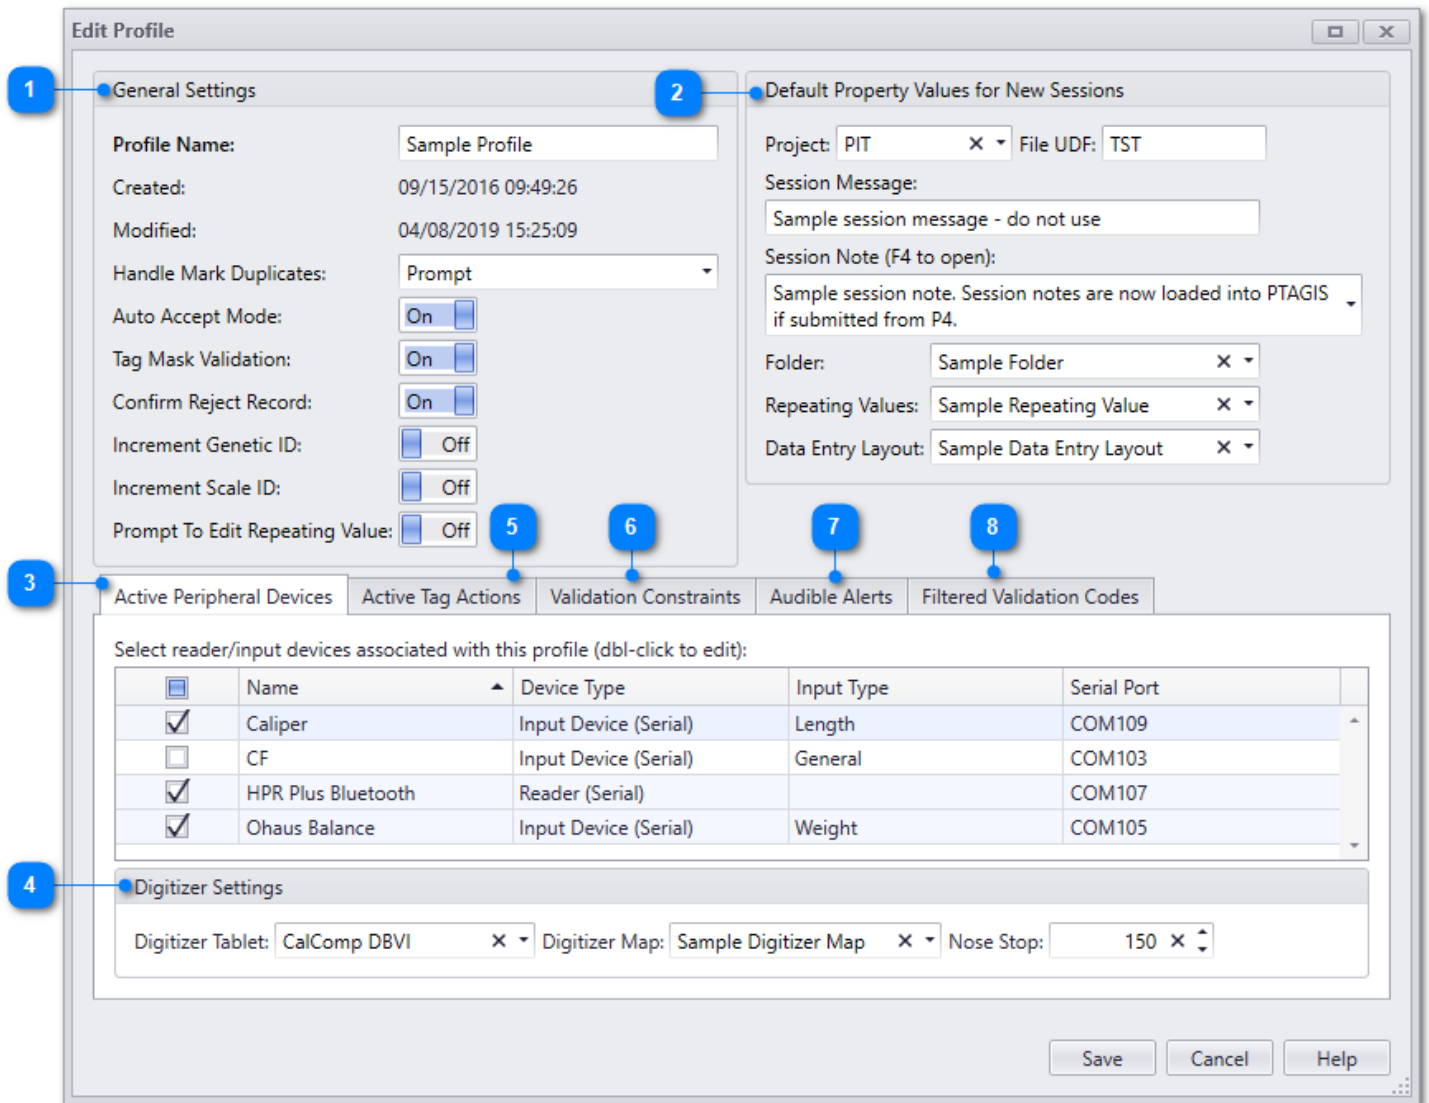 Edit Profile
1
General Settings
Profile Name: Sample Profile
Created: 09/15/2016 09:49:26
Modified: 04/08/2019 15:25:09
Handle Mark Duplicates: Prompt
Auto Accept Mode: On
Tag Mask Validation: On
Confirm Reject Record: On
Increment Genetic ID: Off
Increment Scale ID: Off
Prompt To Edit Repeating Value: Off
2
Default Property Values for New Sessions
Project: PIT File UDF: TST
Session Message:
Sample session message - do not use
Session Note (F4 to open):
Sample session note. Session notes are now loaded into PTAGIS
if submitted from P4.
Folder: Sample Folder
Repeating Values: Sample Repeating Value
Data Entry Layout: Sample Data Entry Layout
5 6 7 8
3
Active Peripheral Devices Active Tag Actions Validation Constraints Audible Alerts Filtered Validation Codes
Select reader/input devices associated with this profile (dbl-click to edit):
Name Device Type Input Type Serial Port
Caliper Input Device (Serial) Length COM109
CF Input Device (Serial) General COM103
HPR Plus Bluetooth Reader (Serial) COM107
Ohaus Balance Input Device (Serial) Weight COM105
4
Digitizer Settings
Digitizer Tablet: CalComp DBVI Digitizer Map: Sample Digitizer Map Nose Stop: 150
Save Cancel Help